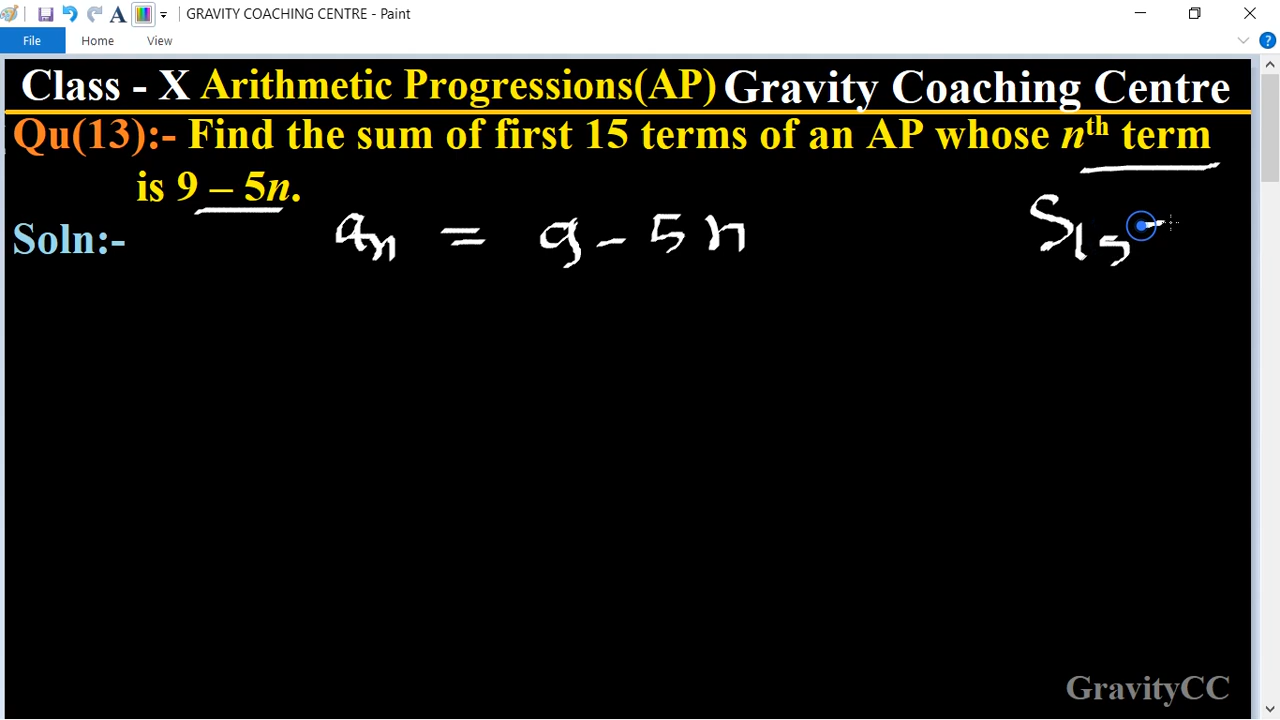 GRAVITY COACHING CENTRE - Paint
File Home View
Class - X Arithmetic Progressions(AP) Gravity Coaching Centre
Qu(13):- Find the sum of first 15 terms of an AP whose nth term
is 9 – 5n.
Soln:- an = 9 - 5n S15 =
GravityCC